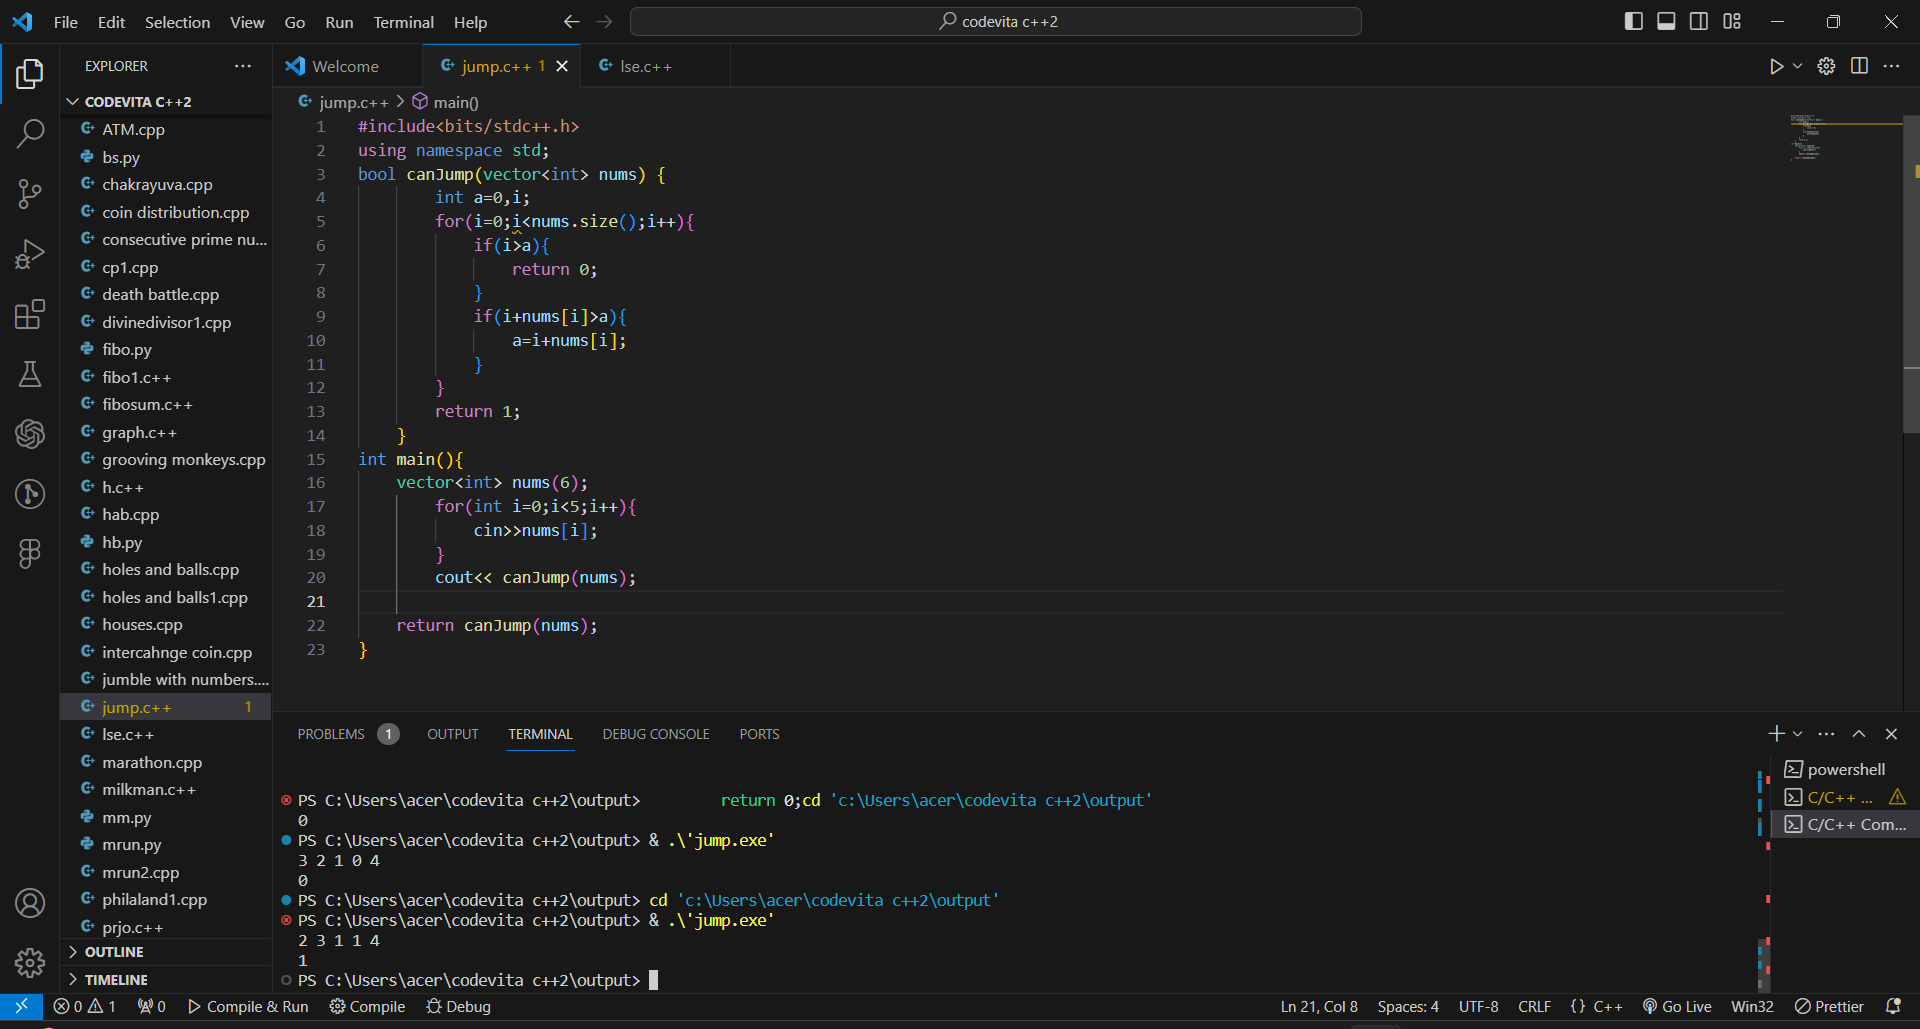 File Edit Selection View Go Run Terminal Help codevita c++2
EXPLORER
CODEVITA C++2
ATM.cpp
bs.py
chakrayuva.cpp
coin distribution.cpp
consecutive prime nu...
cp1.cpp
death battle.cpp
divinedivisor1.cpp
fibo.py
fibo1.c++
fibosum.c++
graph.c++
grooving monkeys.cpp
h.c++
hab.cpp
hb.py
holes and balls.cpp
holes and balls1.cpp
houses.cpp
intercahnge coin.cpp
jumble with numbers....
jump.c++ 1
lse.c++
marathon.cpp
milkman.c++
mm.py
mrun.py
mrun2.cpp
philaland1.cpp
prjo.c++
OUTLINE
TIMELINE
Welcome jump.c++ 1 lse.c++
jump.c++ > main()
1 #include<bits/stdc++.h>
2 using namespace std;
3 bool canJump(vector<int> nums) {
4 int a=0,i;
5 for(i=0;i<nums.size();i++){
6 if(i>a){
7 return 0;
8 }
9 if(i+nums[i]>a){
10 a=i+nums[i];
11 }
12 }
13 return 1;
14 }
15 int main(){
16 vector<int> nums(6);
17 for(int i=0;i<5;i++){
18 cin>>nums[i];
19 }
20 cout<< canJump(nums);
21
22 return canJump(nums);
23 }
PROBLEMS 1 OUTPUT TERMINAL DEBUG CONSOLE PORTS
PS C:\Users\acer\codevita c++2\output> return 0;cd 'c:\Users\acer\codevita c++2\output'
0
PS C:\Users\acer\codevita c++2\output> & .\'jump.exe'
3 2 1 0 4
0
PS C:\Users\acer\codevita c++2\output> cd 'c:\Users\acer\codevita c++2\output'
PS C:\Users\acer\codevita c++2\output> & .\'jump.exe'
2 3 1 1 4
1
PS C:\Users\acer\codevita c++2\output>
powershell
C/C++ ...
C/C++ Com...
0 1 0 Compile & Run Compile Debug Ln 21, Col 8 Spaces: 4 UTF-8 CRLF {} C++ Go Live Win32 Prettier